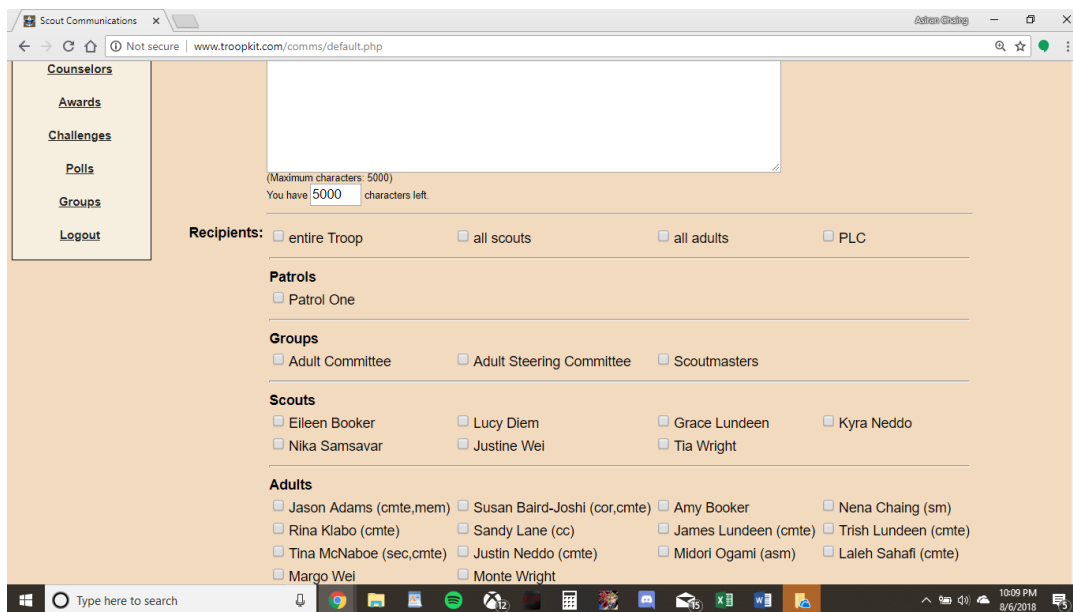 Scout Communications
Asiran Chaing
Not secure | www.troopkit.com/comms/default.php
Counselors
Awards
Challenges
Polls
Groups
Logout
(Maximum characters: 5000)
You have 5000 characters left.
Recipients: entire Troop all scouts all adults PLC
Patrols
Patrol One
Groups
Adult Committee Adult Steering Committee Scoutmasters
Scouts
Eileen Booker Lucy Diem Grace Lundeen Kyra Neddo
Nika Samsavar Justine Wei Tia Wright
Adults
Jason Adams (cmte,mem) Susan Baird-Joshi (cor,cmte) Amy Booker Nena Chaing (sm)
Rina Klabo (cmte) Sandy Lane (cc) James Lundeen (cmte) Trish Lundeen (cmte)
Tina McNaboe (sec,cmte) Justin Neddo (cmte) Midori Ogami (asm) Laleh Sahafi (cmte)
Margo Wei Monte Wright
Type here to search
12
15
10:09 PM
8/6/2018
5